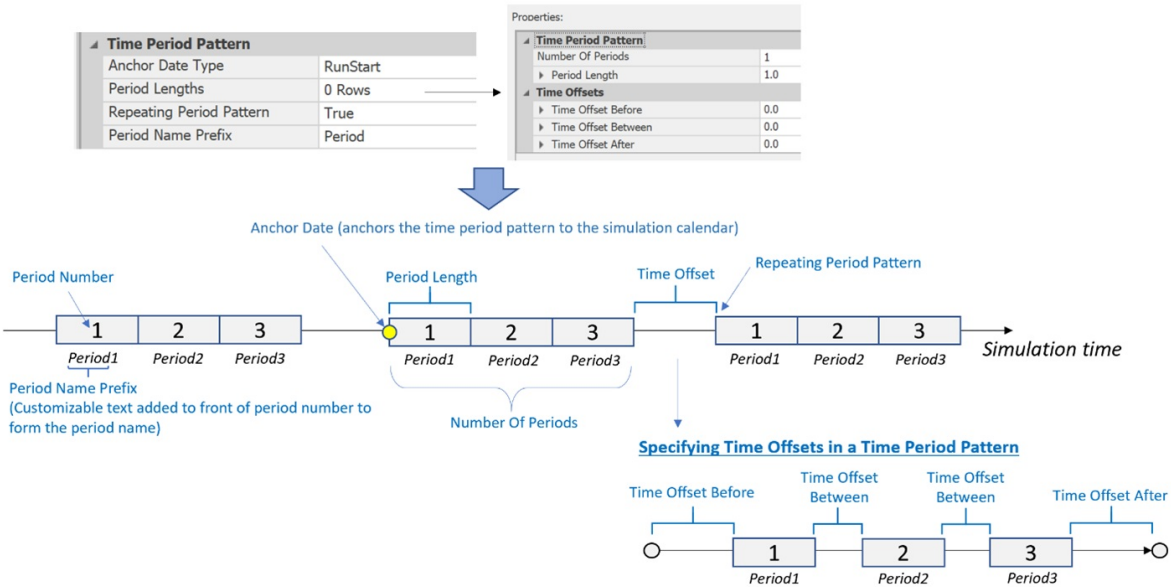 Time Period Pattern
Anchor Date Type RunStart
Period Lengths 0 Rows
Repeating Period Pattern True
Period Name Prefix Period
Properties:
Time Period Pattern
Number Of Periods 1
Period Length 1.0
Time Offsets
Time Offset Before 0.0
Time Offset Between 0.0
Time Offset After 0.0
Anchor Date (anchors the time period pattern to the simulation calendar)
Period Number
Period Length
Time Offset
Repeating Period Pattern
1 2 3 1 2 3 1 2 3
Period1 Period2 Period3 Period1 Period2 Period3 Period1 Period2 Period3
Simulation time
Period Name Prefix
(Customizable text added to front of period number to
form the period name)
Number Of Periods
Specifying Time Offsets in a Time Period Pattern
Time Offset Before
Time Offset
Between
Time Offset
Between
Time Offset After
1 2 3
Period1 Period2 Period3